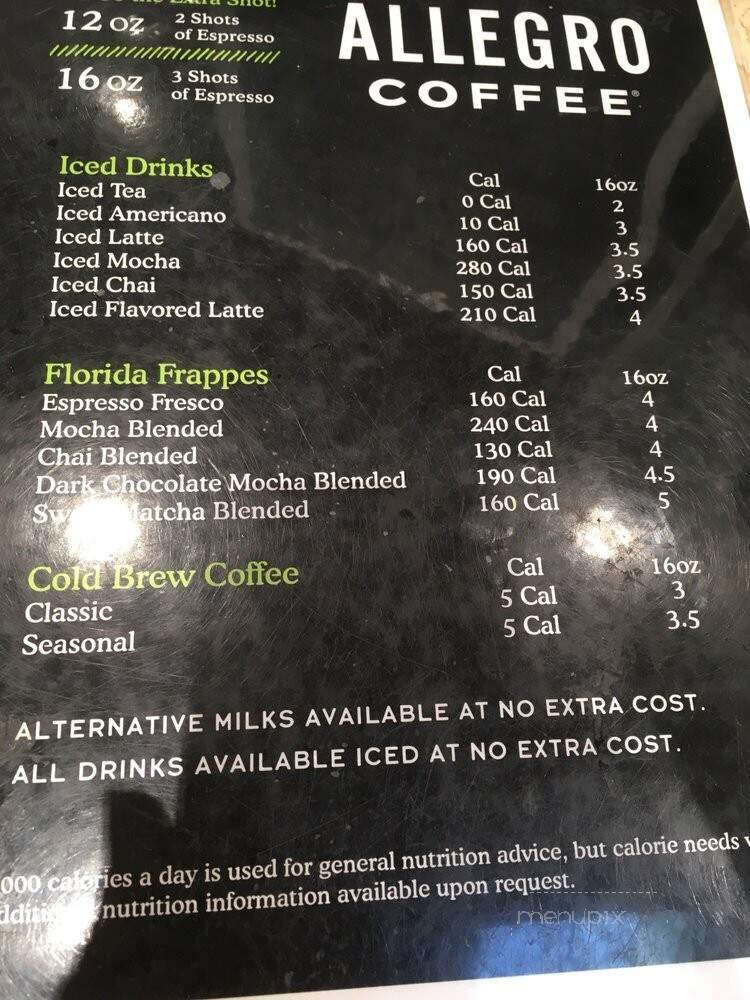 the Extra Shot!
12 oz 2 Shots of Espresso
16 oz 3 Shots of Espresso
ALLEGRO
COFFEE®
Iced Drinks Cal 16oz
Iced Tea 0 Cal 2
Iced Americano 10 Cal 3
Iced Latte 160 Cal 3.5
Iced Mocha 280 Cal 3.5
Iced Chai 150 Cal 3.5
Iced Flavored Latte 210 Cal 4
Florida Frappes Cal 16oz
Espresso Fresco 160 Cal 4
Mocha Blended 240 Cal 4
Chai Blended 130 Cal 4
Dark Chocolate Mocha Blended 190 Cal 4.5
Matcha Blended 160 Cal 5
Cold Brew Coffee Cal 16oz
Classic 5 Cal 3
Seasonal 5 Cal 3.5
ALTERNATIVE MILKS AVAILABLE AT NO EXTRA COST.
ALL DRINKS AVAILABLE ICED AT NO EXTRA COST.
000 calories a day is used for general nutrition advice, but calorie needs
nutrition information available upon request.
menupix